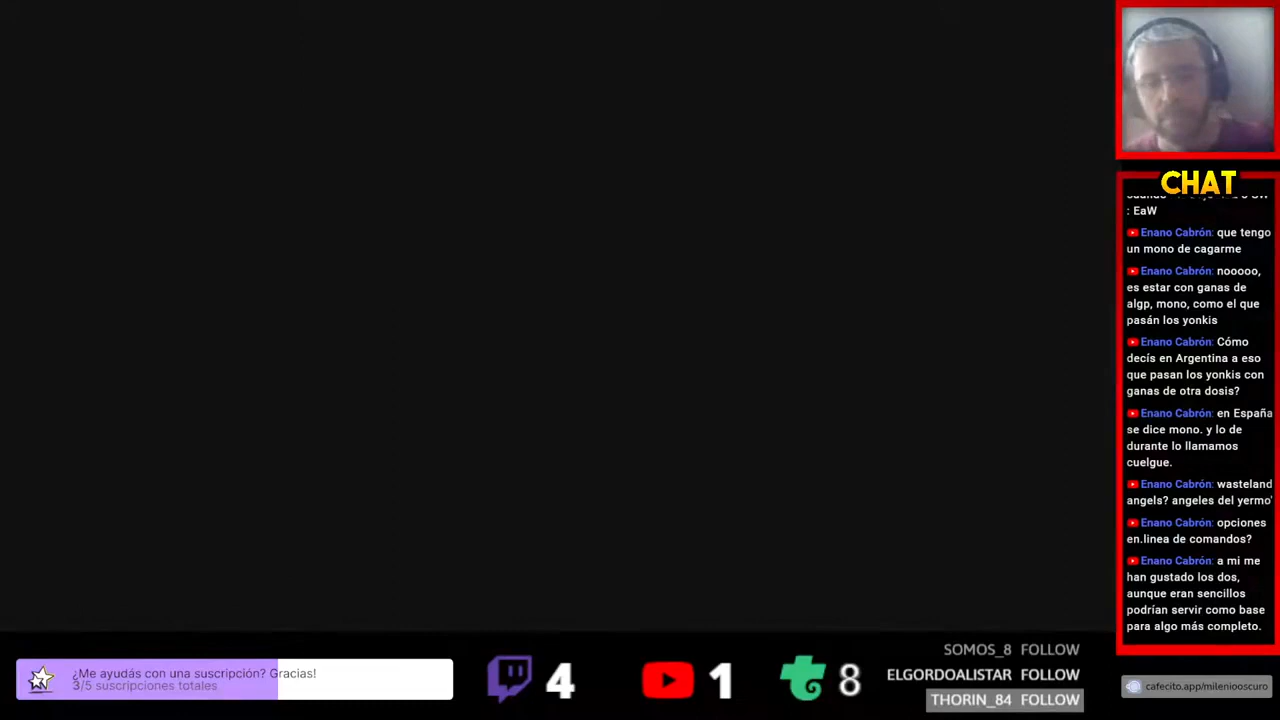 CHAT
: EaW
Enano Cabrón: que tengo
un mono de cagarme
Enano Cabrón: nooooo,
es estar con ganas de
algp, mono, como el que
pasán los yonkis
Enano Cabrón: Cómo
decís en Argentina a eso
que pasan los yonkis con
ganas de otra dosis?
Enano Cabrón: en España
se dice mono. y lo de
durante lo llamamos
cuelgue.
Enano Cabrón: wasteland
angels? angeles del yermo'
Enano Cabrón: opciones
en.linea de comandos?
Enano Cabrón: a mi me
han gustado los dos,
aunque eran sencillos
podrían servir como base
para algo más completo.
¿Me ayudás con una suscripción? Gracias!
3/5 suscripciones totales
4
1
8
SOMOS_8 FOLLOW
ELGORDOALISTAR FOLLOW
THORIN_84 FOLLOW
cafecito.app/mileniooscuro